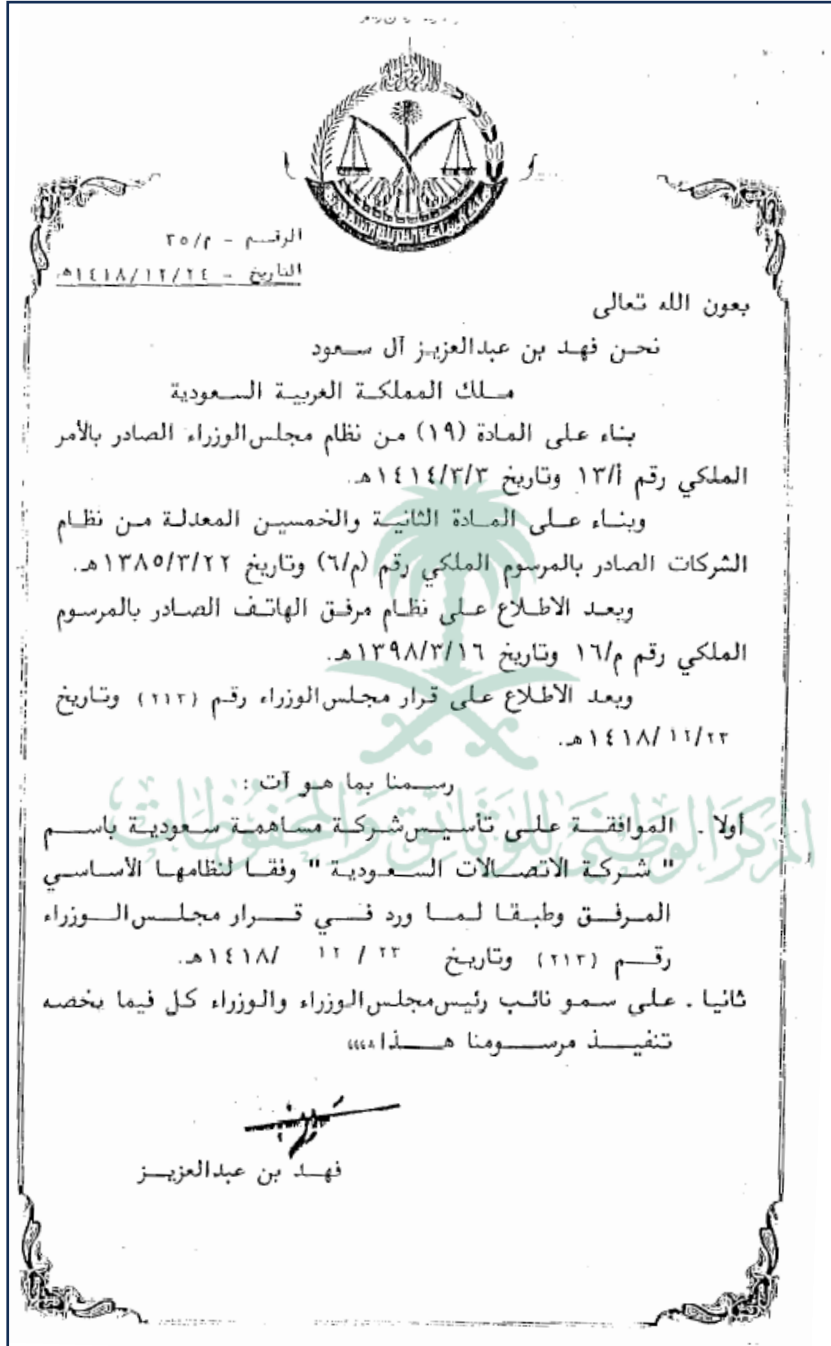 الرقم - م/٣٥
التاريخ - ١٤١٨/١٢/٢٤هـ
بعون الله تعالى
نحن فهد بن عبدالعزيز آل سعود
ملك المملكة العربية السعودية
بناء على المادة (١٩) من نظام مجلس الوزراء الصادر بالأمر
الملكي رقم أ/١٣ وتاريخ ١٤١٤/٣/٣هـ.
وبناء على المادة الثانية والخمسين المعدلة من نظام
الشركات الصادر بالمرسوم الملكي رقم (م/٦) وتاريخ ١٣٨٥/٣/٢٢هـ.
وبعد الاطلاع على نظام مرفق الهاتف الصادر بالمرسوم
الملكي رقم م/١٦ وتاريخ ١٣٩٨/٣/١٦هـ.
وبعد الاطلاع على قرار مجلس الوزراء رقم (٢١٣) وتاريخ
١٤١٨/١٢/٢٣هـ.
رسمنا بما هو آت :
أولا . الموافقة على تأسيس شركة مساهمة سعودية باسم
" شركة الاتصالات السعودية " وفقا لنظامها الأساسي
المرفق وطبقا لما ورد في قرار مجلس الوزراء
رقم (٢١٣) وتاريخ ٢٣ / ١٢ /١٤١٨هـ.
ثانيا . على سمو نائب رئيس مجلس الوزراء والوزراء كل فيما يخصه
تنفيذ مرسومنا هذا
فهد بن عبدالعزيز
المركز الوطني للوثائق والمحفوظات